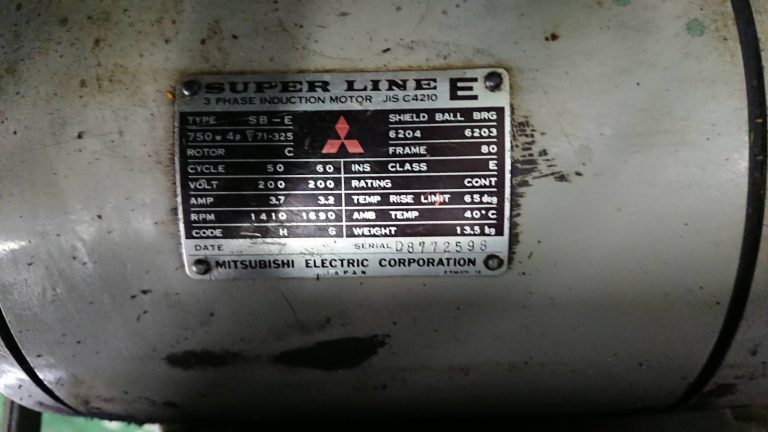 SUPER LINE E
3 PHASE INDUCTION MOTOR JIS C4210
TYPE SB-E
750W 4P 71-325
ROTOR C
SHIELD BALL BRG
6204 6203
FRAME 80
CYCLE 50 60
VOLT 200 200
AMP 3.7 3.2
RPM 1410 1690
CODE H G
INS CLASS E
RATING CONT
TEMP RISE LIMIT 65deg
AMB TEMP 40°C
WEIGHT 13.5kg
DATE 7
SERIAL D8772598
MITSUBISHI ELECTRIC CORPORATION
JAPAN